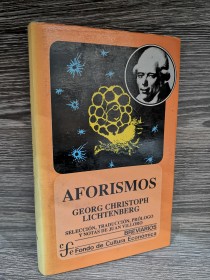 AFORISMOS
GEORG CHRISTOPH
LICHTENBERG
SELECCIÓN, TRADUCCIÓN, PRÓLOGO
Y NOTAS DE JUAN VILLORO
BREVIARIOS
Fondo de Cultura Económica